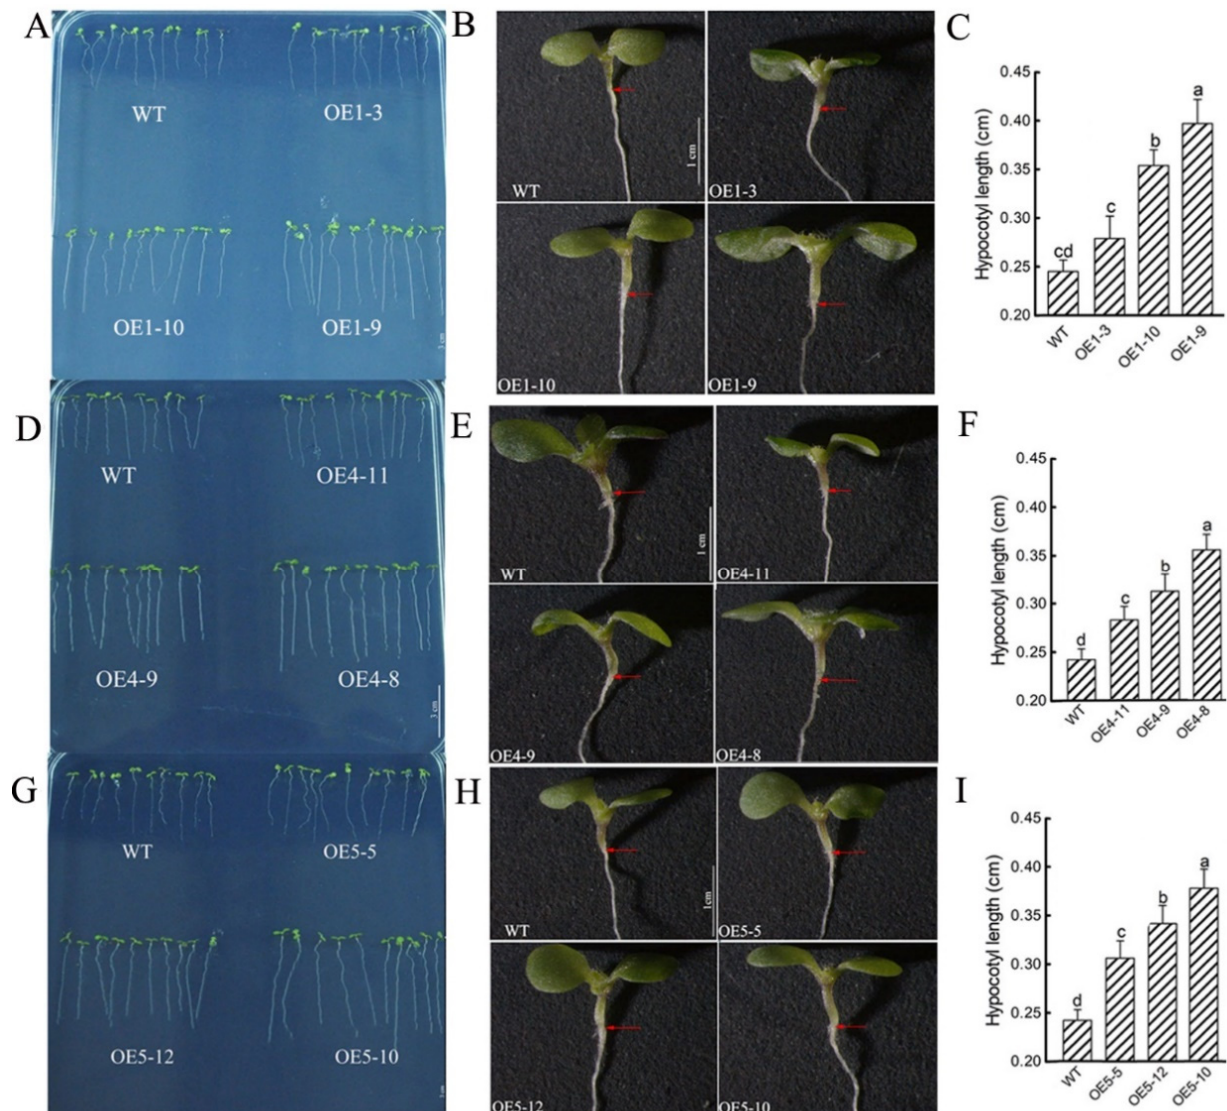 A
WT
OE1-3
OE1-10
OE1-9
3 cm
B
WT
1 cm
OE1-3
OE1-10
OE1-9
C
Hypocotyl length (cm)
0.45
0.40
0.35
0.30
0.25
0.20
cd
c
b
a
WT
OE1-3
OE1-10
OE1-9
D
WT
OE4-11
OE4-9
OE4-8
3 cm
E
WT
1 cm
OE4-11
OE4-9
OE4-8
F
Hypocotyl length (cm)
0.45
0.40
0.35
0.30
0.25
0.20
d
c
b
a
WT
OE4-11
OE4-9
OE4-8
G
WT
OE5-5
OE5-12
OE5-10
H
WT
1cm
OE5-5
OE5-12
OE5-10
I
Hypocotyl length (cm)
0.45
0.40
0.35
0.30
0.25
0.20
d
c
b
a
WT
OE5-5
OE5-12
OE5-10